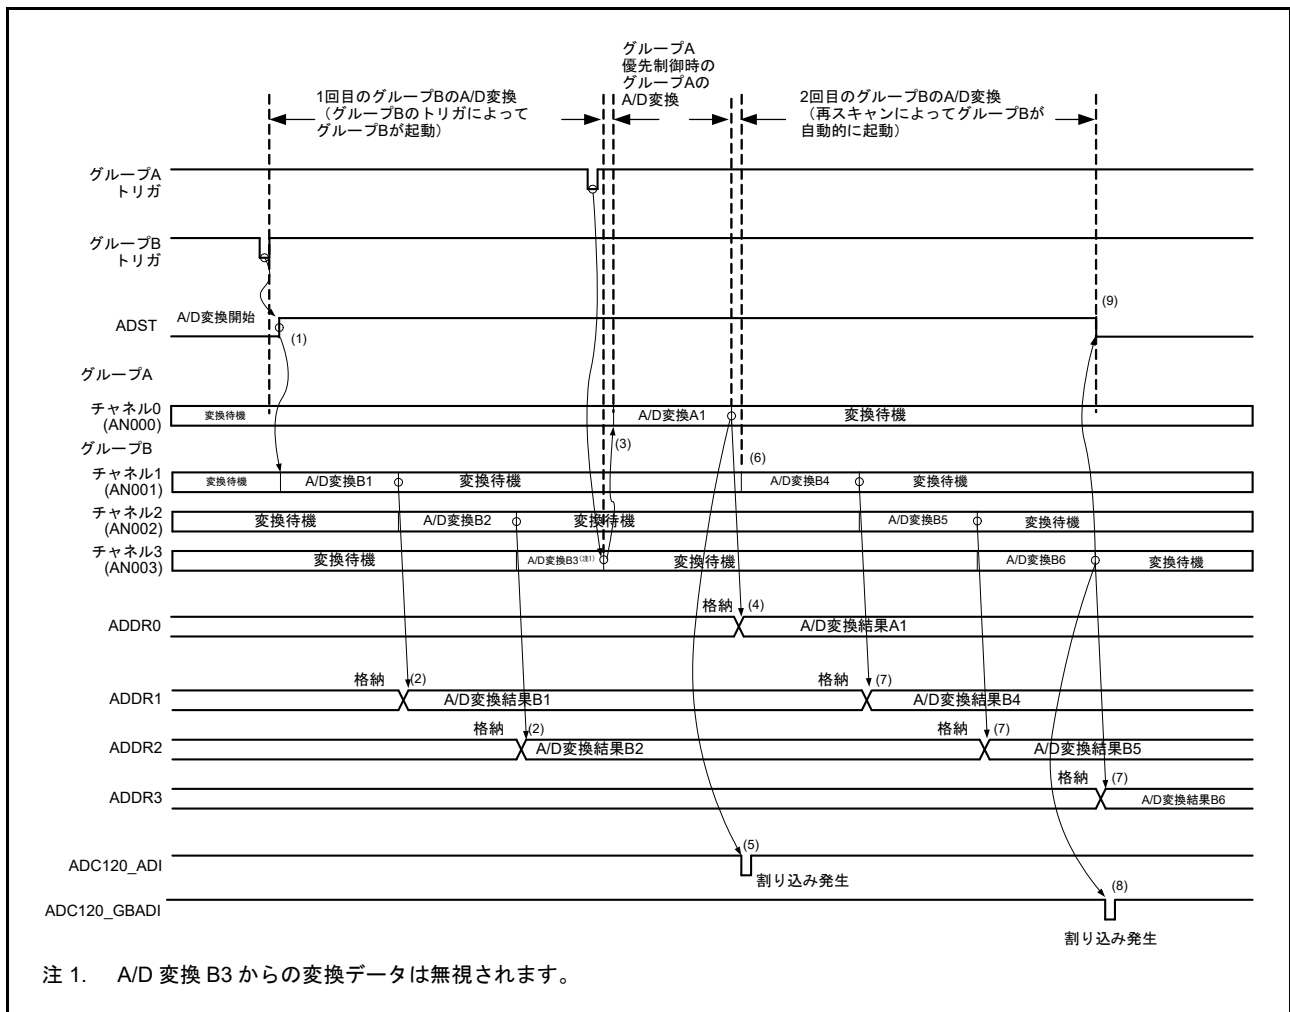 グループA
優先制御時の
グループAの
A/D変換
1回目のグループBのA/D変換
（グループBのトリガによって
グループBが起動）
2回目のグループBのA/D変換
（再スキャンによってグループBが
自動的に起動）
グループA
トリガ
グループB
トリガ
ADST
A/D変換開始
(1)
(9)
グループA
チャネル0
(AN000)
変換待機
A/D変換A1
変換待機
(3)
グループB
(6)
チャネル1
(AN001)
変換待機
A/D変換B1
変換待機
A/D変換B4
変換待機
チャネル2
(AN002)
変換待機
A/D変換B2
変換待機
A/D変換B5
変換待機
チャネル3
(AN003)
変換待機
A/D変換B3(注1)
変換待機
A/D変換B6
変換待機
ADDR0
格納 (4)
A/D変換結果A1
ADDR1
格納 (2)
A/D変換結果B1
格納 (7)
A/D変換結果B4
ADDR2
格納 (2)
A/D変換結果B2
格納 (7)
A/D変換結果B5
ADDR3
格納 (7)
A/D変換結果B6
ADC120_ADI
(5)
割り込み発生
ADC120_GBADI
(8)
割り込み発生
注 1. A/D 変換 B3 からの変換データは無視されます。